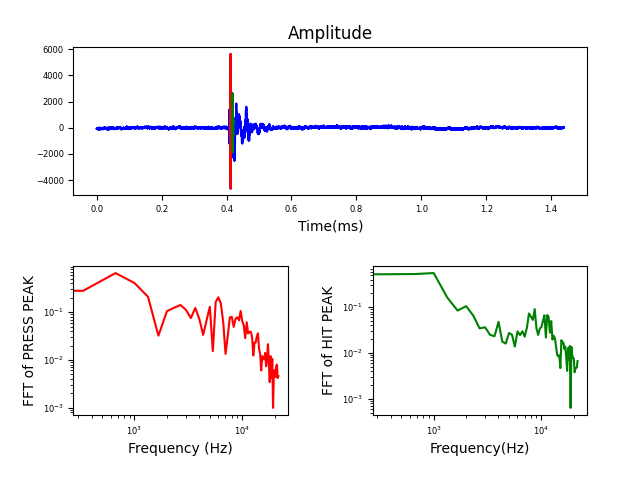 Amplitude
6000
4000
2000
0
−2000
−4000
0.0 0.2 0.4 0.6 0.8 1.0 1.2 1.4
Time(ms)
FFT of PRESS PEAK
10⁻¹
10⁻²
10⁻³
10³ 10⁴
Frequency (Hz)
FFT of HIT PEAK
10⁻¹
10⁻²
10⁻³
10³ 10⁴
Frequency(Hz)